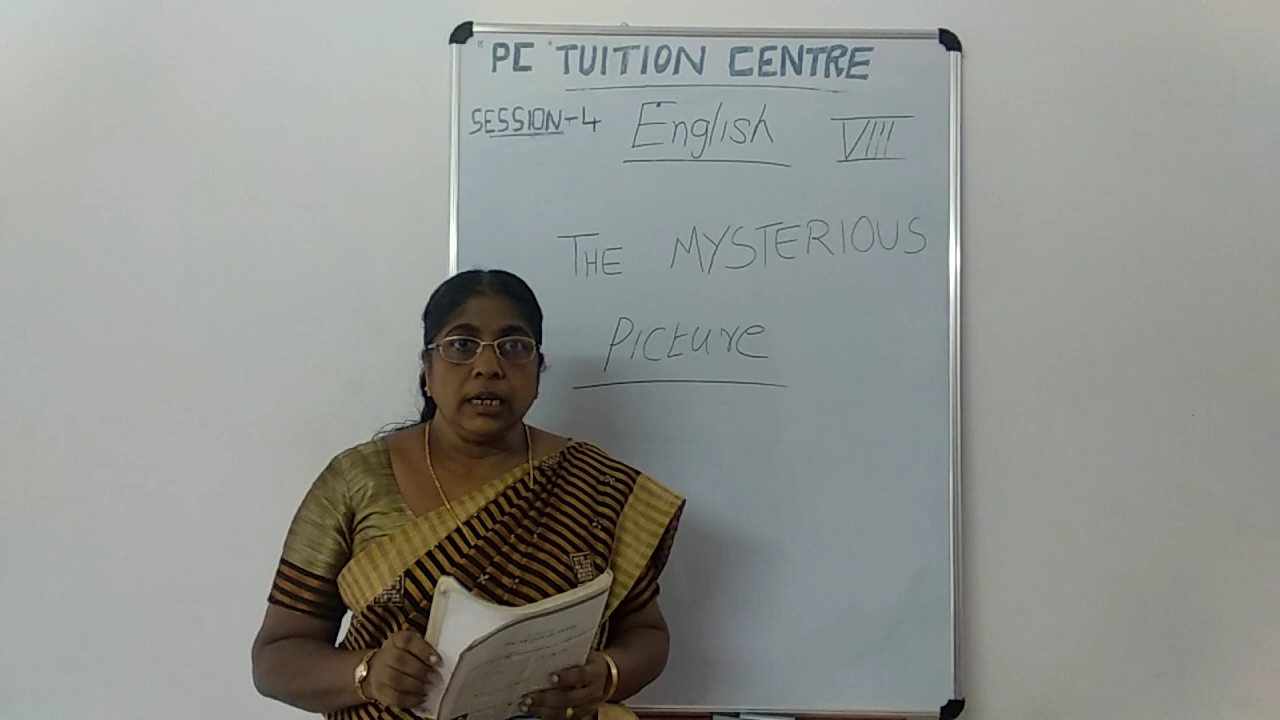 "PC" TUITION CENTRE
SESSION-4 English VIII
THE MYSTERIOUS
Picture